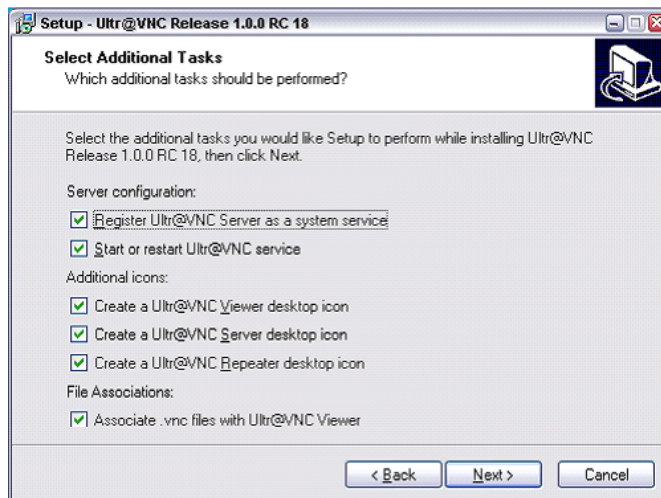 Setup - Ultr@VNC Release 1.0.0 RC 18
Select Additional Tasks
Which additional tasks should be performed?
Select the additional tasks you would like Setup to perform while installing Ultr@VNC
Release 1.0.0 RC 18, then click Next.
Server configuration:
Register Ultr@VNC Server as a system service
Start or restart Ultr@VNC service
Additional icons:
Create a Ultr@VNC Viewer desktop icon
Create a Ultr@VNC Server desktop icon
Create a Ultr@VNC Repeater desktop icon
File Associations:
Associate .vnc files with Ultr@VNC Viewer
< Back Next > Cancel